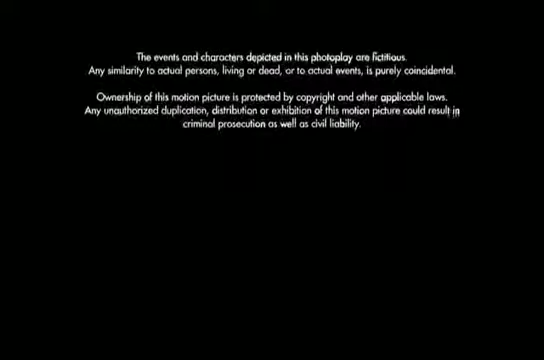 The events and characters depicted in this photoplay are fictitious.
Any similarity to actual persons, living or dead, or to actual events, is purely coincidental.
Ownership of this motion picture is protected by copyright and other applicable laws.
Any unauthorized duplication, distribution or exhibition of this motion picture could result in
criminal prosecution as well as civil liability.